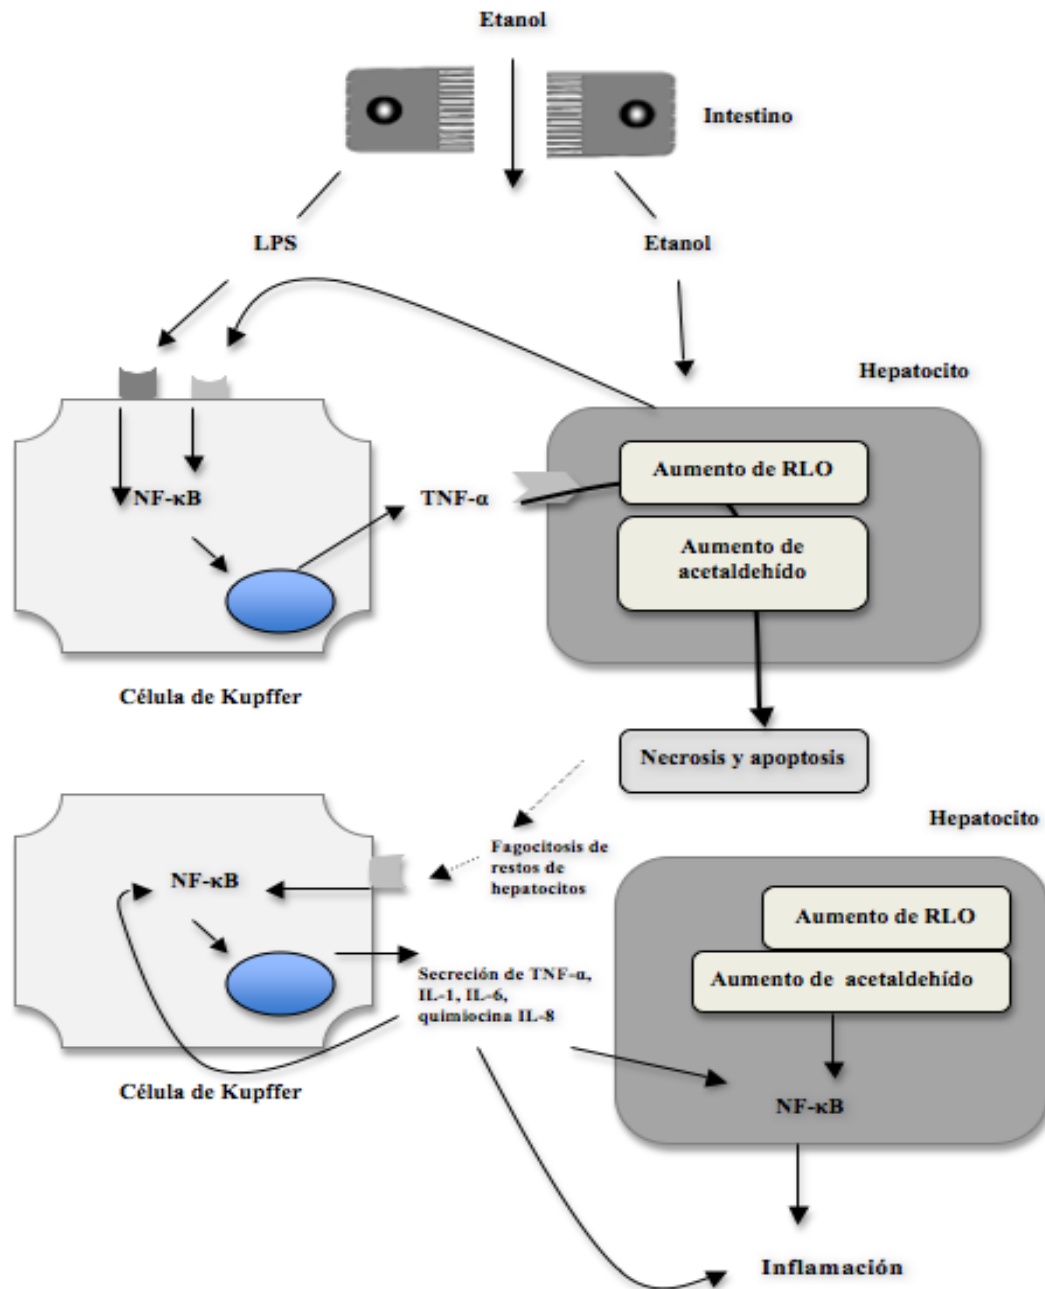 Etanol
Intestino
LPS
Etanol
Hepatocito
Aumento de RLO
NF-κB
TNF-α
Aumento de
acetaldehído
Célula de Kupffer
Necrosis y apoptosis
Hepatocito
Fagocitosis de
restos de
hepatocitos
NF-κB
Aumento de RLO
Aumento de  acetaldehído
Secreción de TNF-α,
IL-1, IL-6,
quimiocina IL-8
Célula de Kupffer
NF-κB
Inflamación